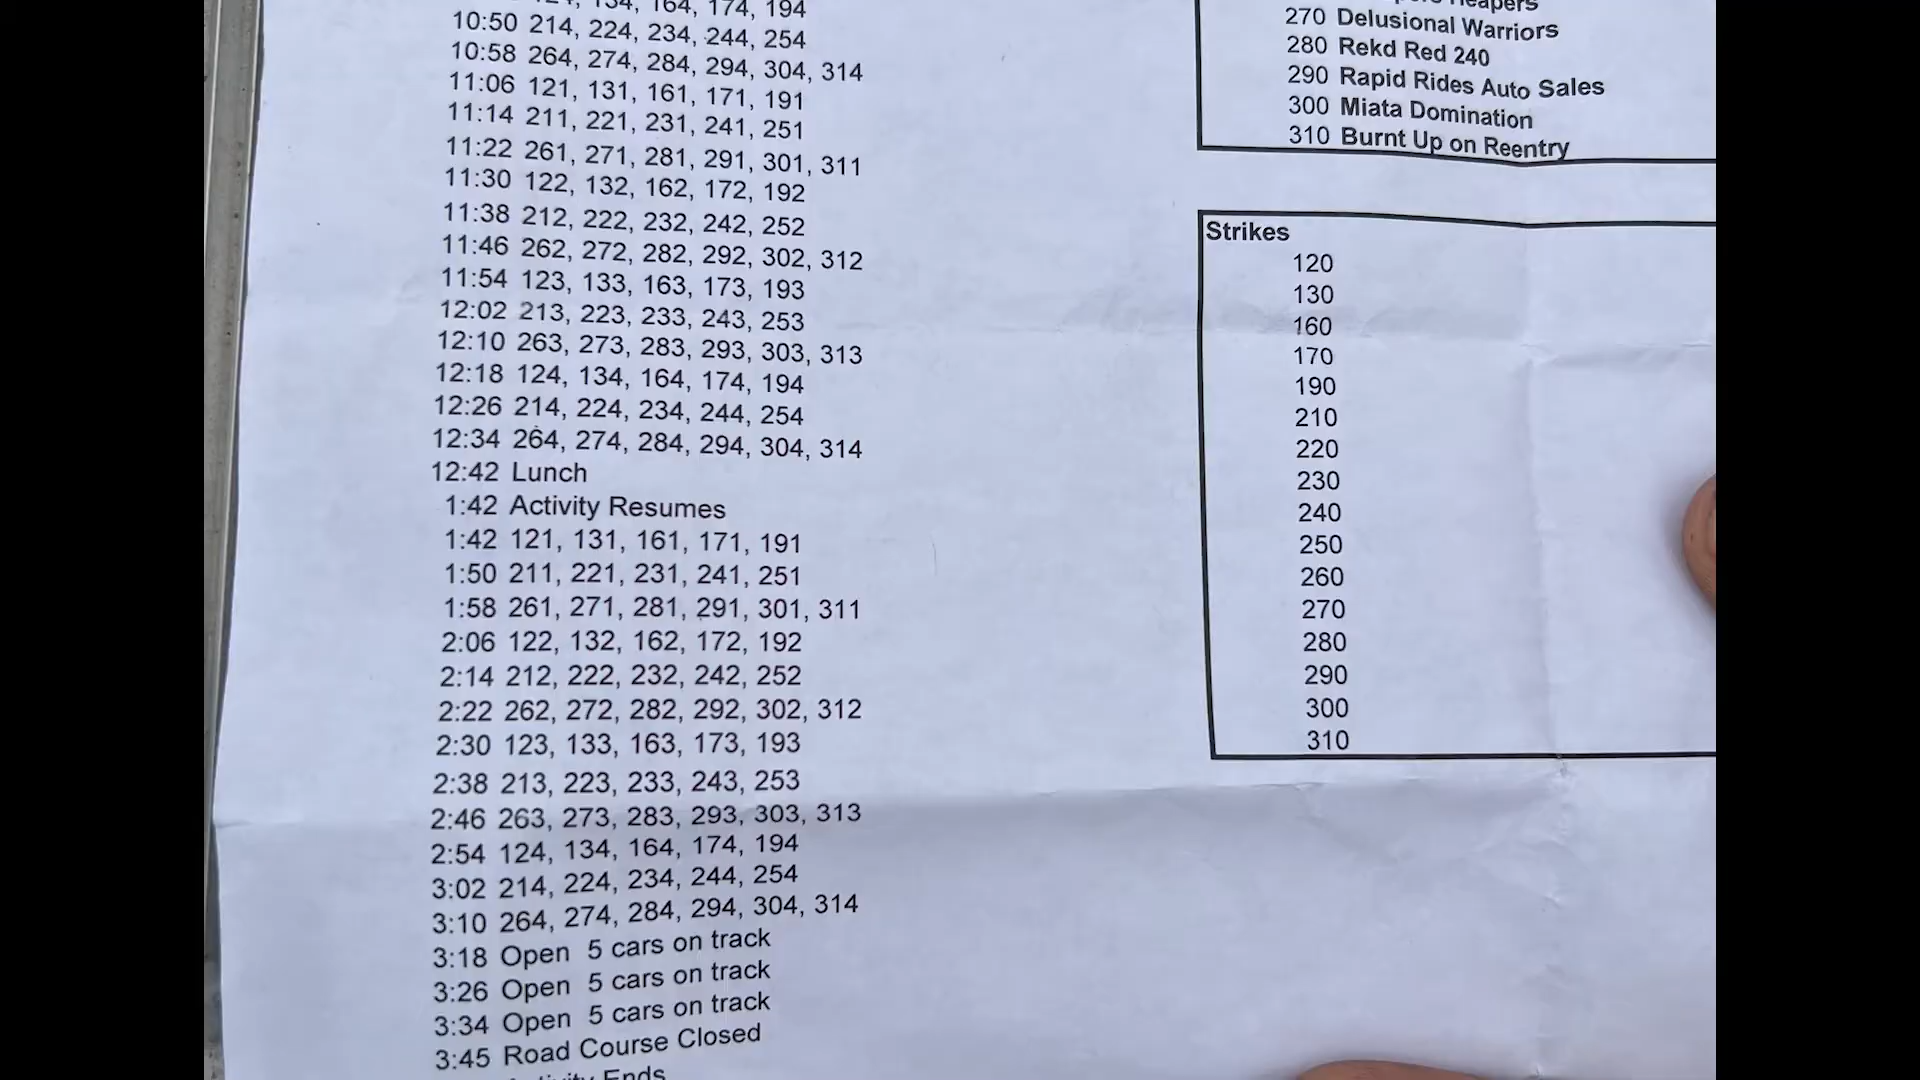 134, 164, 174, 194
10:50 214, 224, 234, 244, 254
10:58 264, 274, 284, 294, 304, 314
11:06 121, 131, 161, 171, 191
11:14 211, 221, 231, 241, 251
11:22 261, 271, 281, 291, 301, 311
11:30 122, 132, 162, 172, 192
11:38 212, 222, 232, 242, 252
11:46 262, 272, 282, 292, 302, 312
11:54 123, 133, 163, 173, 193
12:02 213, 223, 233, 243, 253
12:10 263, 273, 283, 293, 303, 313
12:18 124, 134, 164, 174, 194
12:26 214, 224, 234, 244, 254
12:34 264, 274, 284, 294, 304, 314
12:42 Lunch
1:42 Activity Resumes
1:42 121, 131, 161, 171, 191
1:50 211, 221, 231, 241, 251
1:58 261, 271, 281, 291, 301, 311
2:06 122, 132, 162, 172, 192
2:14 212, 222, 232, 242, 252
2:22 262, 272, 282, 292, 302, 312
2:30 123, 133, 163, 173, 193
2:38 213, 223, 233, 243, 253
2:46 263, 273, 283, 293, 303, 313
2:54 124, 134, 164, 174, 194
3:02 214, 224, 234, 244, 254
3:10 264, 274, 284, 294, 304, 314
3:18 Open 5 cars on track
3:26 Open 5 cars on track
3:34 Open 5 cars on track
3:45 Road Course Closed
Ends
270 Delusional Warriors
280 Rekd Red 240
290 Rapid Rides Auto Sales
300 Miata Domination
310 Burnt Up on Reentry
Strikes
120
130
160
170
190
210
220
230
240
250
260
270
280
290
300
310